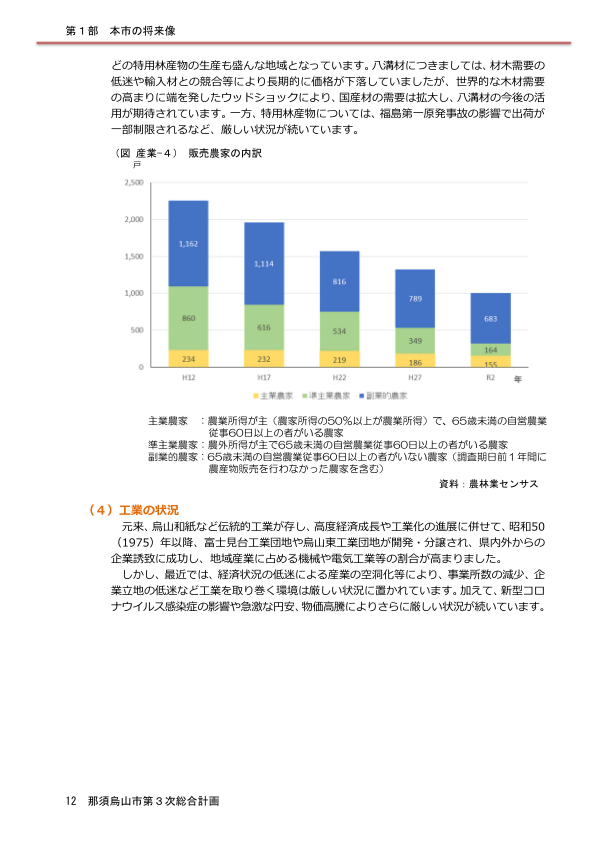 第１部　本市の将来像
どの特用林産物の生産も盛んな地域となっています。八溝材につきましては、材木需要の
低迷や輸入材との競合等により長期的に価格が下落していましたが、世界的な木材需要
の高まりに端を発したウッドショックにより、国産材の需要は拡大し、八溝材の今後の活
用が期待されています。一方、特用林産物については、福島第一原発事故の影響で出荷が
一部制限されるなど、厳しい状況が続いています。
（図 産業-４）　販売農家の内訳
戸
2,500
2,000
1,500
1,000
500
0
1,162
860
234
1,114
616
232
816
534
219
789
349
186
683
164
155
H12
H17
H22
H27
R2
年
主業農家　準主業農家　副業的農家
主業農家　：農業所得が主（農家所得の50％以上が農業所得）で、65歳未満の自営農業
従事60日以上の者がいる農家
準主業農家：農外所得が主で65歳未満の自営農業従事60日以上の者がいる農家
副業的農家：65歳未満の自営農業従事60日以上の者がいない農家（調査期日前１年間に
農産物販売を行わなかった農家を含む）
資料：農林業センサス
（４）工業の状況
元来、烏山和紙など伝統的工業が存し、高度経済成長や工業化の進展に併せて、昭和50
（1975）年以降、富士見台工業団地や烏山東工業団地が開発・分譲され、県内外からの
企業誘致に成功し、地域産業に占める機械や電気工業等の割合が高まりました。
しかし、最近では、経済状況の低迷による産業の空洞化等により、事業所数の減少、企
業立地の低迷など工業を取り巻く環境は厳しい状況に置かれています。加えて、新型コロ
ナウイルス感染症の影響や急激な円安、物価高騰によりさらに厳しい状況が続いています。
12　那須烏山市第３次総合計画